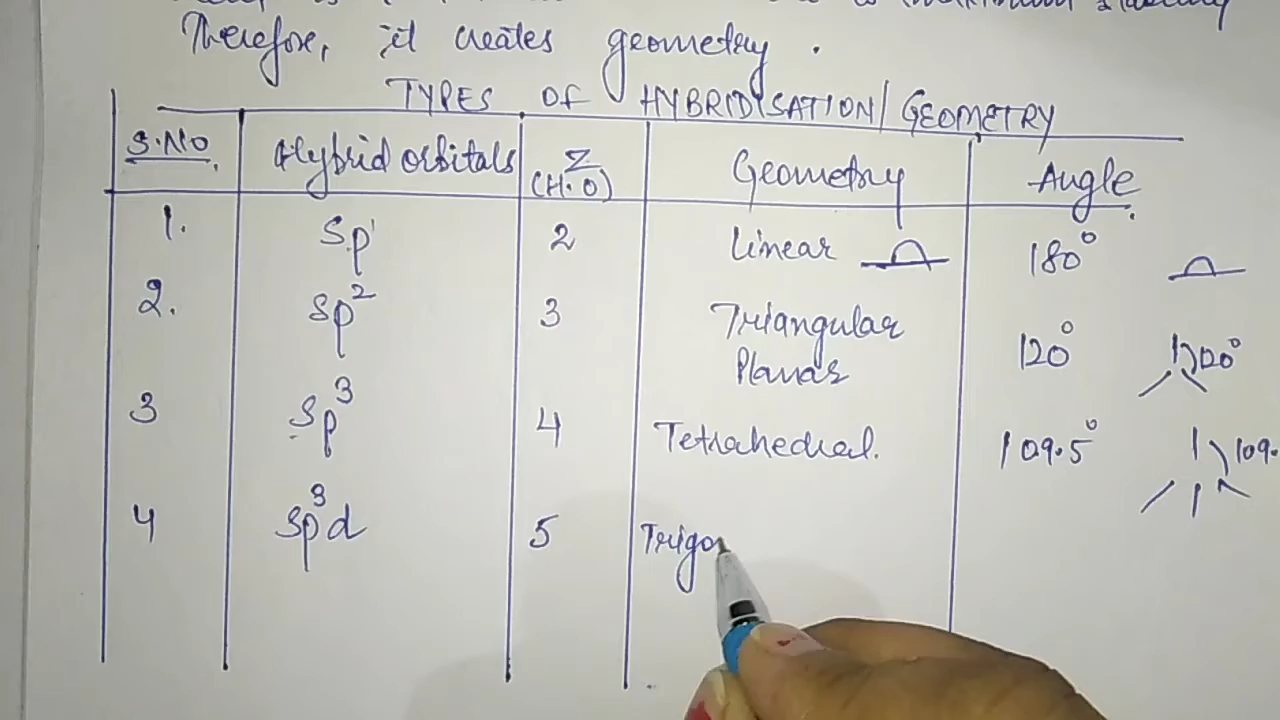 Therefore, it creates geometry.
TYPES OF HYBRIDISATION/GEOMETRY
S.NO. Hybrid orbitals Z (H.O) Geometry Angle.
1. sp¹ 2 Linear 180°
2. sp² 3 Triangular Planar 120° 120°
3 sp³ 4 Tetrahedral. 109.5° 109.
4 sp³d 5 Trigo